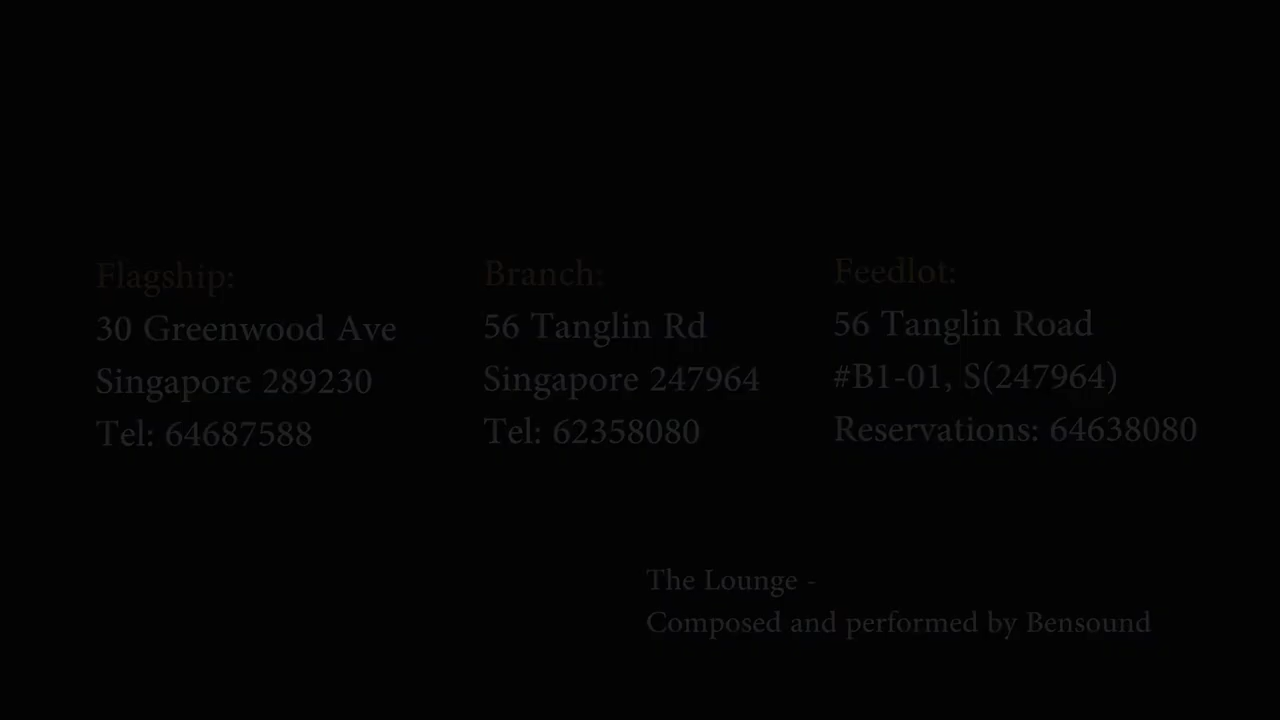 Flagship:
30 Greenwood Ave
Singapore 289230
Tel: 64687588
Branch:
56 Tanglin Rd
Singapore 247964
Tel: 62358080
Feedlot:
56 Tanglin Road
#B1-01, S(247964)
Reservations: 64638080
The Lounge -
Composed and performed by Bensound